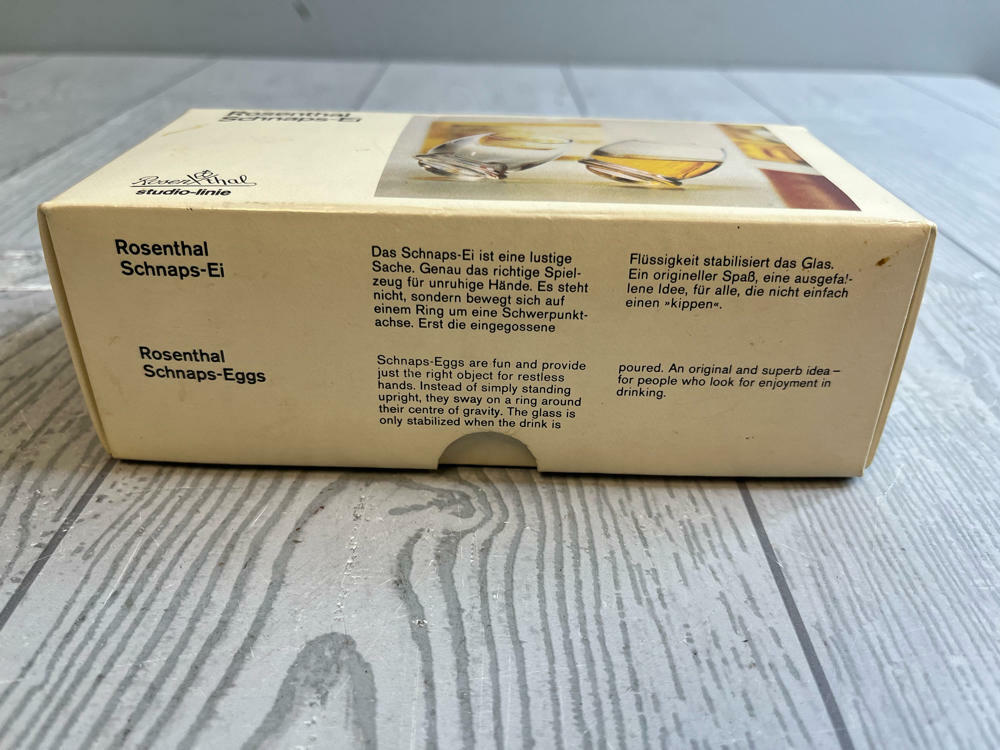 Rosenthal
Schnaps-Ei
Rosenthal
studio-linie
Rosenthal
Schnaps-Ei
Das Schnaps-Ei ist eine lustige
Sache. Genau das richtige Spiel-
zeug für unruhige Hände. Es steht
nicht, sondern bewegt sich auf
einem Ring um eine Schwerpunkt-
achse. Erst die eingegossene
Flüssigkeit stabilisiert das Glas.
Ein origineller Spaß, eine ausgefal-
lene Idee, für alle, die nicht einfach
einen »kippen«.
Rosenthal
Schnaps-Eggs
Schnaps-Eggs are fun and provide
just the right object for restless
hands. Instead of simply standing
upright, they sway on a ring around
their centre of gravity. The glass is
only stabilized when the drink is
poured. An original and superb idea –
for people who look for enjoyment in
drinking.